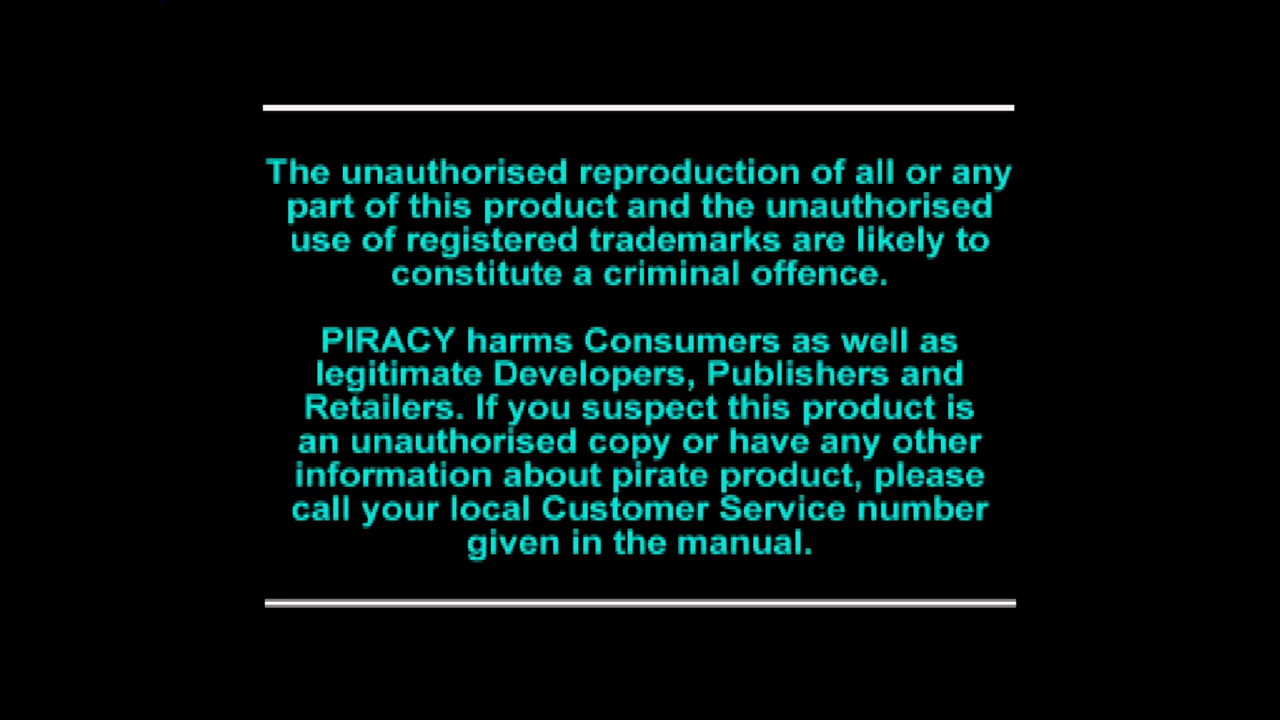 The unauthorised reproduction of all or any
part of this product and the unauthorised
use of registered trademarks are likely to
constitute a criminal offence.
PIRACY harms Consumers as well as
legitimate Developers, Publishers and
Retailers. If you suspect this product is
an unauthorised copy or have any other
information about pirate product, please
call your local Customer Service number
given in the manual.